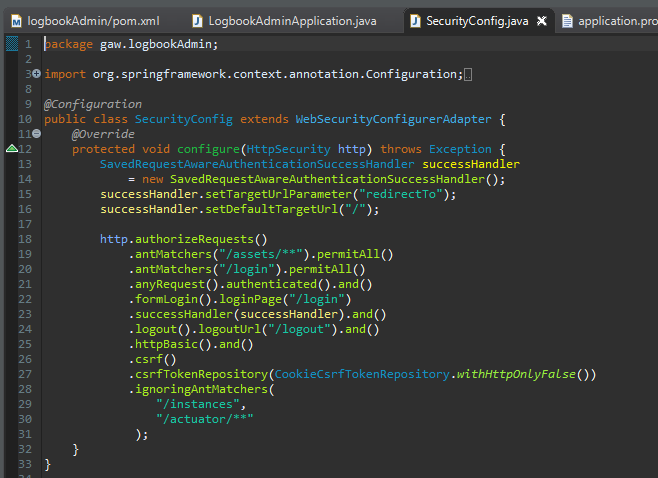 logbookAdmin/pom.xml LogbookAdminApplication.java SecurityConfig.java application.pro
1 package gaw.logbookAdmin;
2
3 import org.springframework.context.annotation.Configuration;
8
9 @Configuration
10 public class SecurityConfig extends WebSecurityConfigurerAdapter {
11     @Override
12     protected void configure(HttpSecurity http) throws Exception {
13         SavedRequestAwareAuthenticationSuccessHandler successHandler
14             = new SavedRequestAwareAuthenticationSuccessHandler();
15         successHandler.setTargetUrlParameter("redirectTo");
16         successHandler.setDefaultTargetUrl("/");
17
18         http.authorizeRequests()
19             .antMatchers("/assets/**").permitAll()
20             .antMatchers("/login").permitAll()
21             .anyRequest().authenticated().and()
22             .formLogin().loginPage("/login")
23             .successHandler(successHandler).and()
24             .logout().logoutUrl("/logout").and()
25             .httpBasic().and()
26             .csrf()
27             .csrfTokenRepository(CookieCsrfTokenRepository.withHttpOnlyFalse())
28             .ignoringAntMatchers(
29                 "/instances",
30                 "/actuator/**"
31             );
32     }
33 }